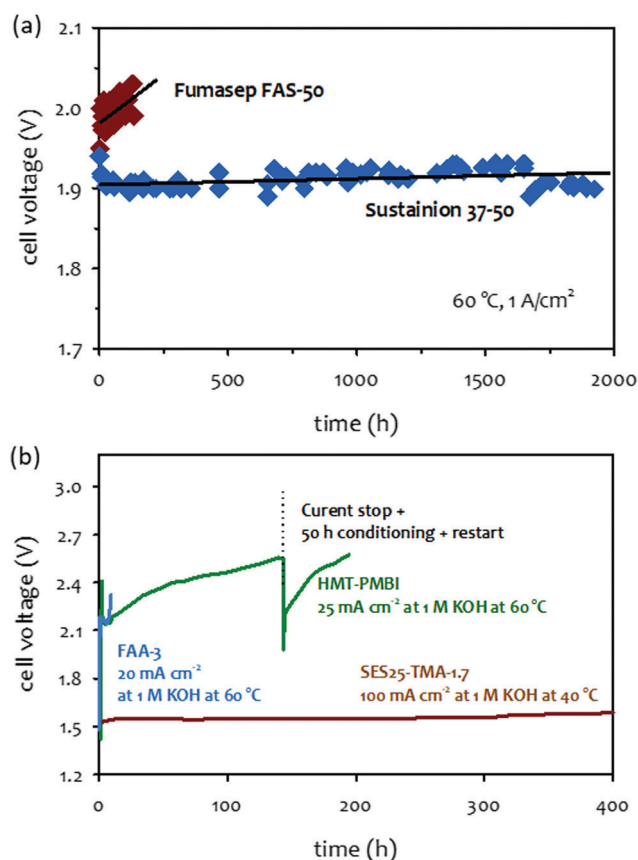 (a)
2.1
2.0
1.9
1.8
1.7
cell voltage (V)
Fumasep FAS-50
Sustainion 37-50
60 °C, 1 A/cm²
0
500
1000
1500
2000
time (h)
(b)
3.0
2.7
2.4
2.1
1.8
1.5
1.2
cell voltage (V)
Curent stop +
50 h conditioning + restart
HMT-PMBI
25 mA cm⁻² at 1 M KOH at 60 °C
FAA-3
20 mA cm⁻²
at 1 M KOH at 60 °C
SES25-TMA-1.7
100 mA cm⁻² at 1 M KOH at 40 °C
0
100
200
300
400
time (h)